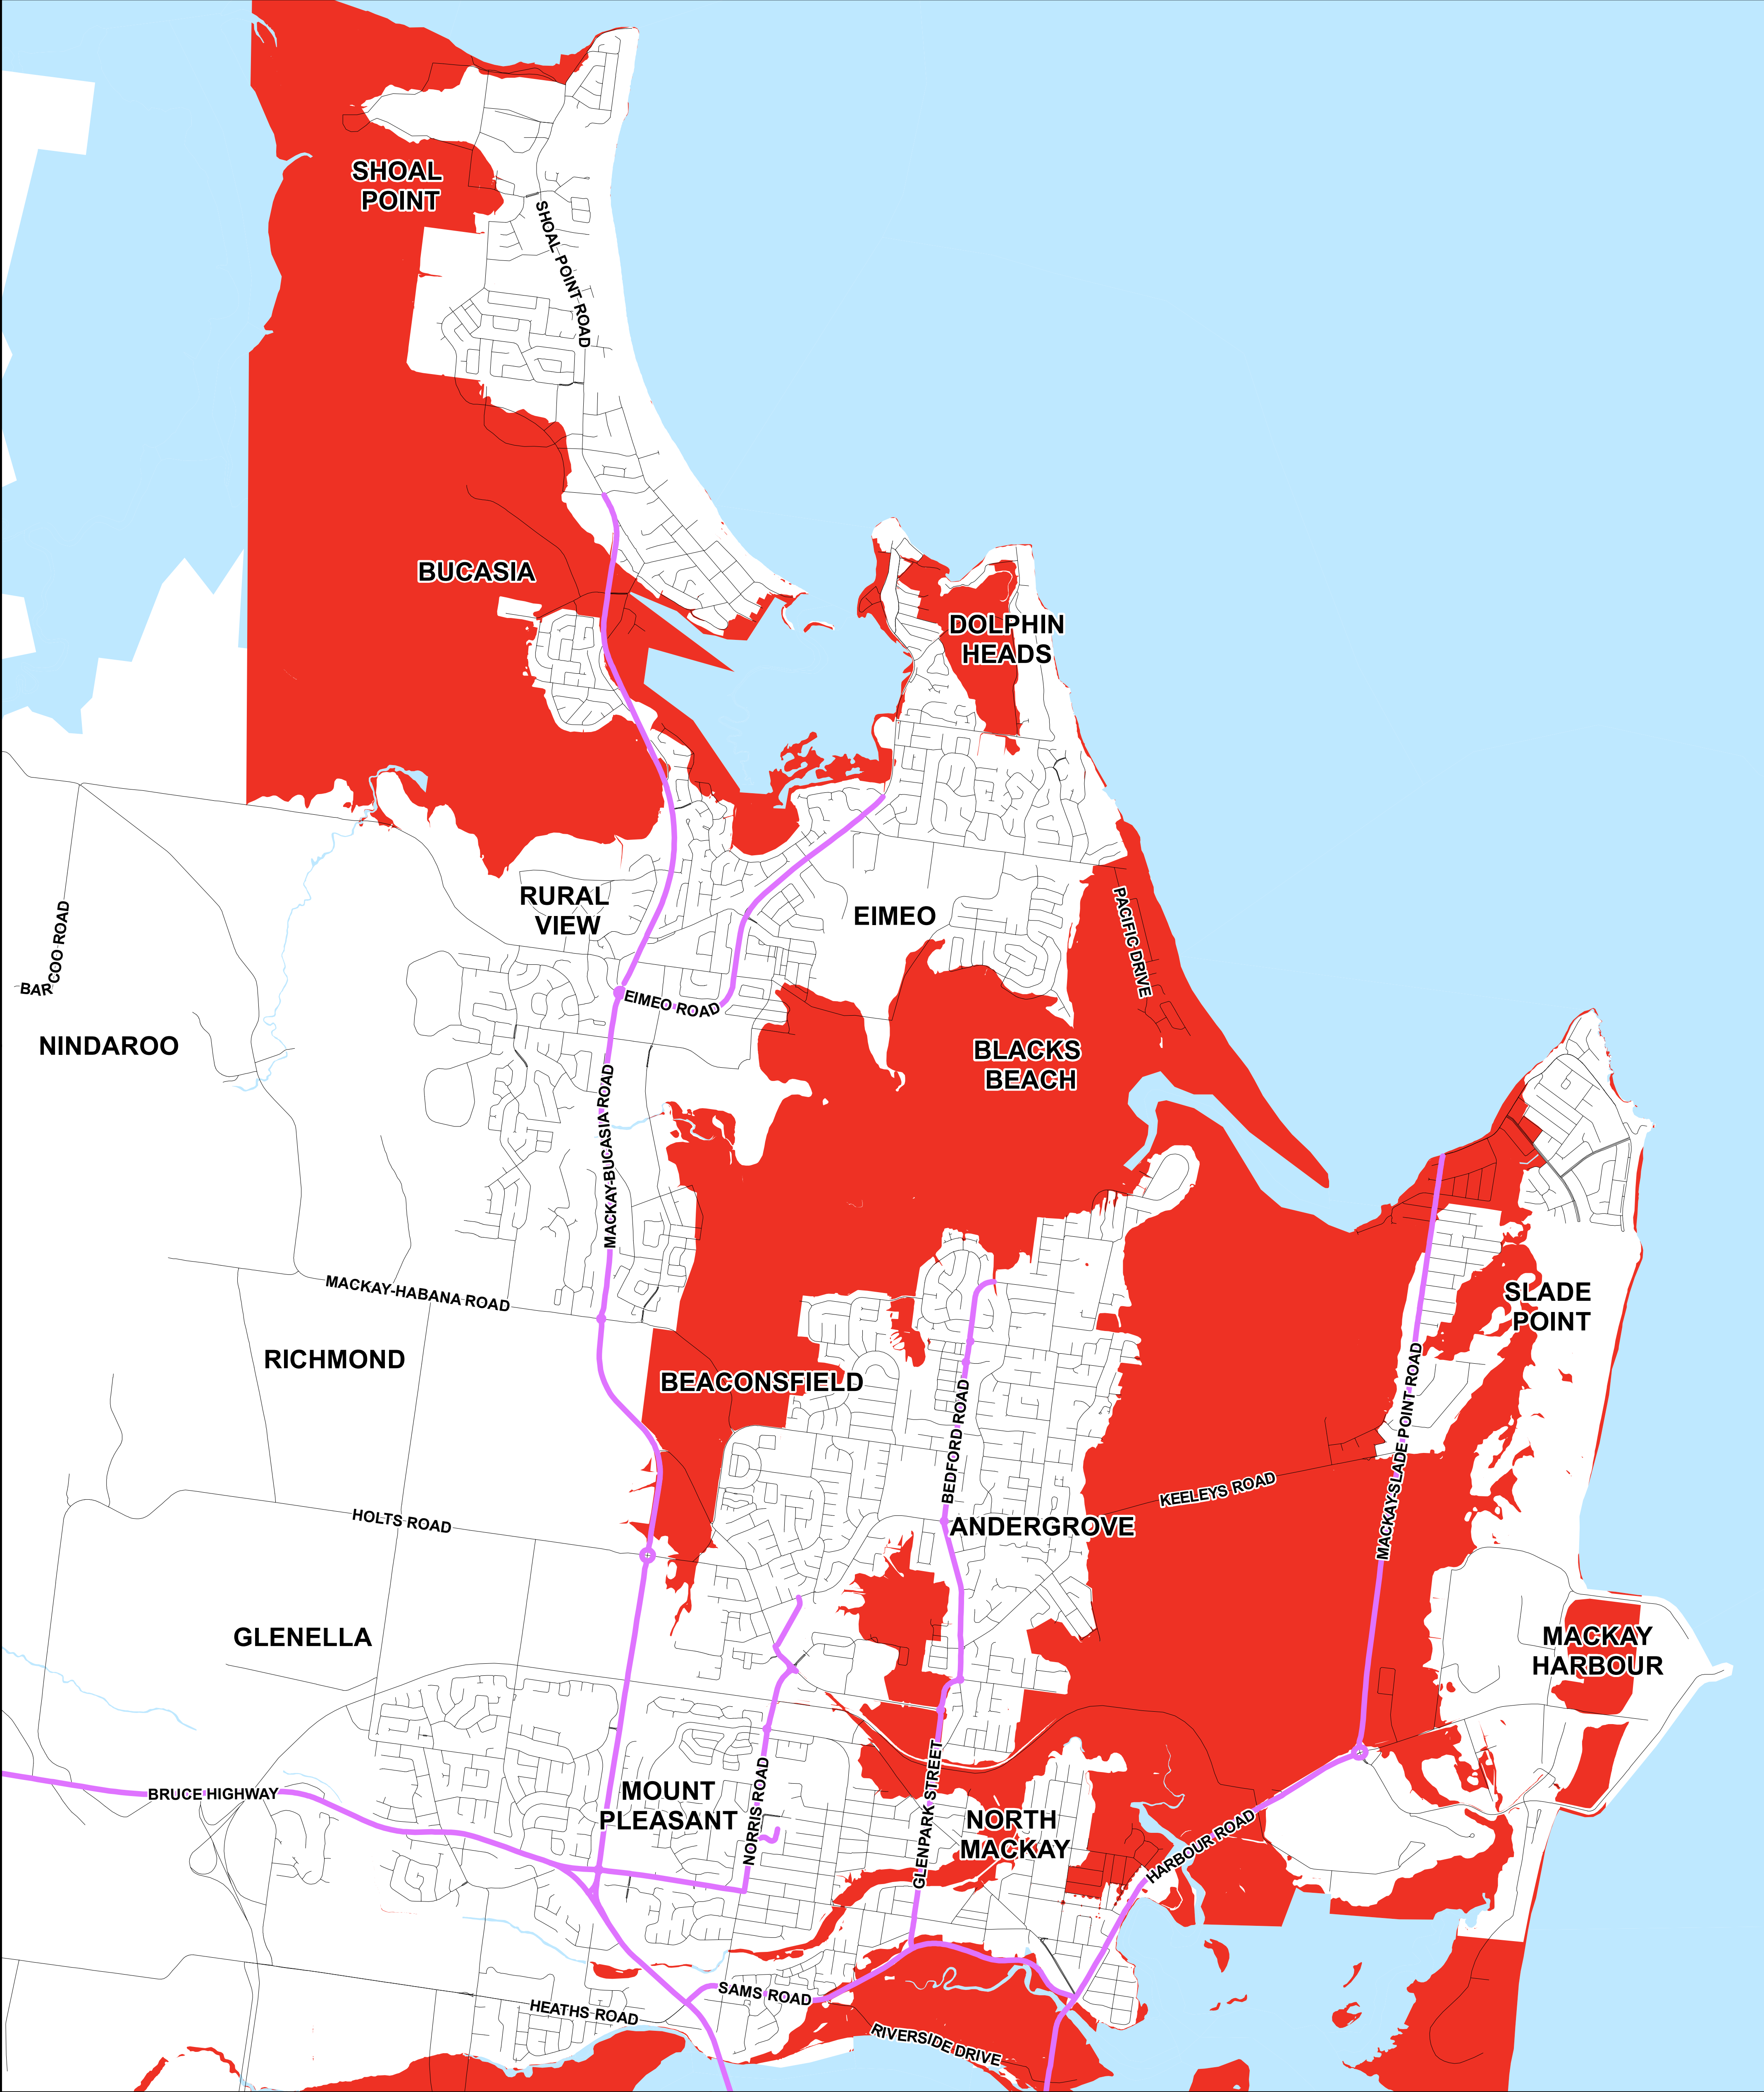 SHOAL
POINT
SHOAL POINT ROAD
BUCASIA
DOLPHIN
HEADS
RURAL
VIEW
EIMEO
PACIFIC DRIVE
BARCOO ROAD
EIMEO ROAD
NINDAROO
BLACKS
BEACH
MACKAY-BUCASIA ROAD
MACKAY-HABANA ROAD
SLADE
POINT
RICHMOND
BEACONSFIELD
BEDFORD ROAD
MACKAY-SLADE POINT ROAD
KEELEYS ROAD
HOLTS ROAD
ANDERGROVE
GLENELLA
MACKAY
HARBOUR
BRUCE HIGHWAY
MOUNT
PLEASANT
NORRIS ROAD
GLENPARK STREET
NORTH
MACKAY
HARBOUR ROAD
SAMS ROAD
HEATHS ROAD
RIVERSIDE DRIVE